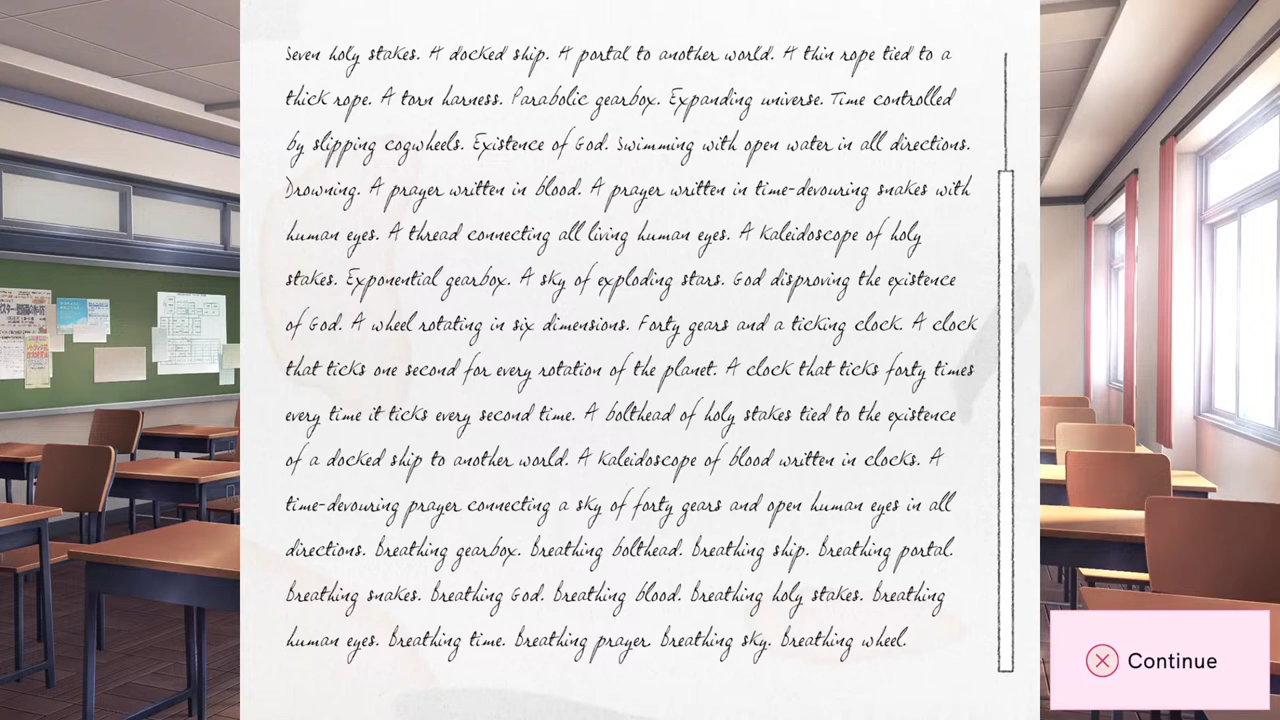 Seven holy stakes. A docked ship. A portal to another world. A thin rope tied to a
thick rope. A torn harness. Parabolic gearbox. Expanding universe. Time controlled
by slipping cogwheels. Existence of God. Swimming with open water in all directions.
Drowning. A prayer written in blood. A prayer written in time-devouring snakes with
human eyes. A thread connecting all living human eyes. A kaleidoscope of holy
stakes. Exponential gearbox. A sky of exploding stars. God disproving the existence
of God. A wheel rotating in six dimensions. Forty gears and a ticking clock. A clock
that ticks one second for every rotation of the planet. A clock that ticks forty times
every time it ticks every second time. A bolthead of holy stakes tied to the existence
of a docked ship to another world. A kaleidoscope of blood written in clocks. A
time-devouring prayer connecting a sky of forty gears and open human eyes in all
directions. Breathing gearbox. Breathing bolthead. Breathing ship. Breathing portal.
Breathing snakes. Breathing God. Breathing blood. Breathing holy stakes. Breathing
human eyes. Breathing time. Breathing prayer. Breathing sky. Breathing wheel.
Continue